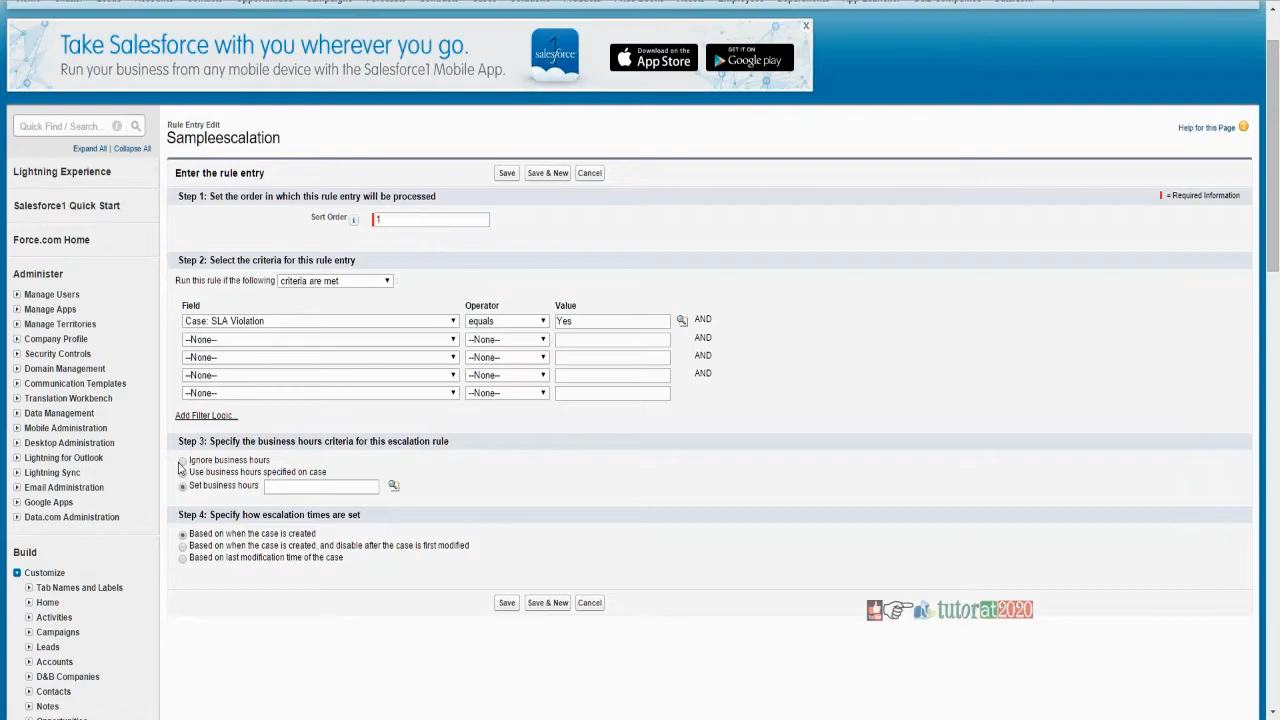 Take Salesforce with you wherever you go.
Run your business from any mobile device with the Salesforce1 Mobile App.
salesforce
Download on the App Store
GET IT ON Google play
X
Quick Find / Search...
Expand All | Collapse All
Lightning Experience
Salesforce1 Quick Start
Force.com Home
Administer
Manage Users
Manage Apps
Manage Territories
Company Profile
Security Controls
Domain Management
Communication Templates
Translation Workbench
Data Management
Mobile Administration
Desktop Administration
Lightning for Outlook
Lightning Sync
Email Administration
Google Apps
Data.com Administration
Build
Customize
Tab Names and Labels
Home
Activities
Campaigns
Leads
Accounts
D&B Companies
Contacts
Notes
Rule Entry Edit
Sampleescalation
Help for this Page ?
Enter the rule entry Save Save & New Cancel
Step 1: Set the order in which this rule entry will be processed
= Required Information
Sort Order i 1
Step 2: Select the criteria for this rule entry
Run this rule if the following criteria are met :
Field Operator Value
Case: SLA Violation equals Yes AND
--None-- --None-- AND
--None-- --None-- AND
--None-- --None-- AND
--None-- --None--
Add Filter Logic...
Step 3: Specify the business hours criteria for this escalation rule
Ignore business hours
Use business hours specified on case
Set business hours
Step 4: Specify how escalation times are set
Based on when the case is created
Based on when the case is created, and disable after the case is first modified
Based on last modification time of the case
Save Save & New Cancel
tutorat2020